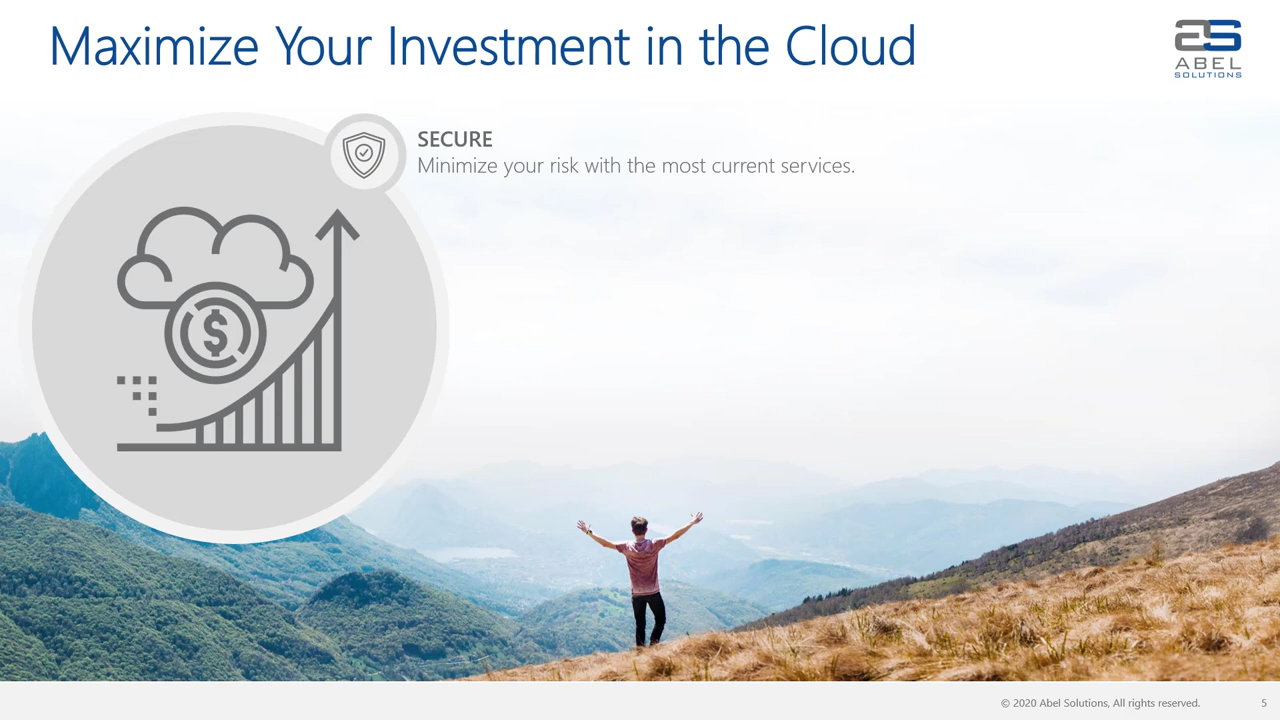 Maximize Your Investment in the Cloud
ABEL
SOLUTIONS
SECURE
Minimize your risk with the most current services.
$
© 2020 Abel Solutions, All rights reserved.
5